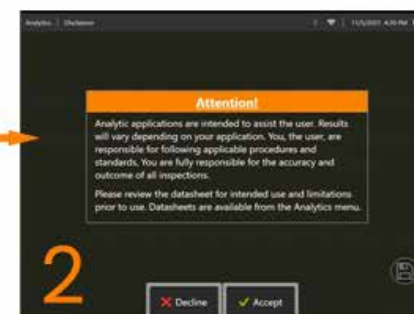 Analytics | Disclaimer
11/5/2021 4:20 PM
Attention!
Analytic applications are intended to assist the user. Results
will vary depending on your application. You, the user, are
responsible for following applicable procedures and
standards. You are fully responsible for the accuracy and
outcome of all inspections.
Please review the datasheet for intended use and limitations
prior to use. Datasheets are available from the Analytics menu.
2
Decline
Accept